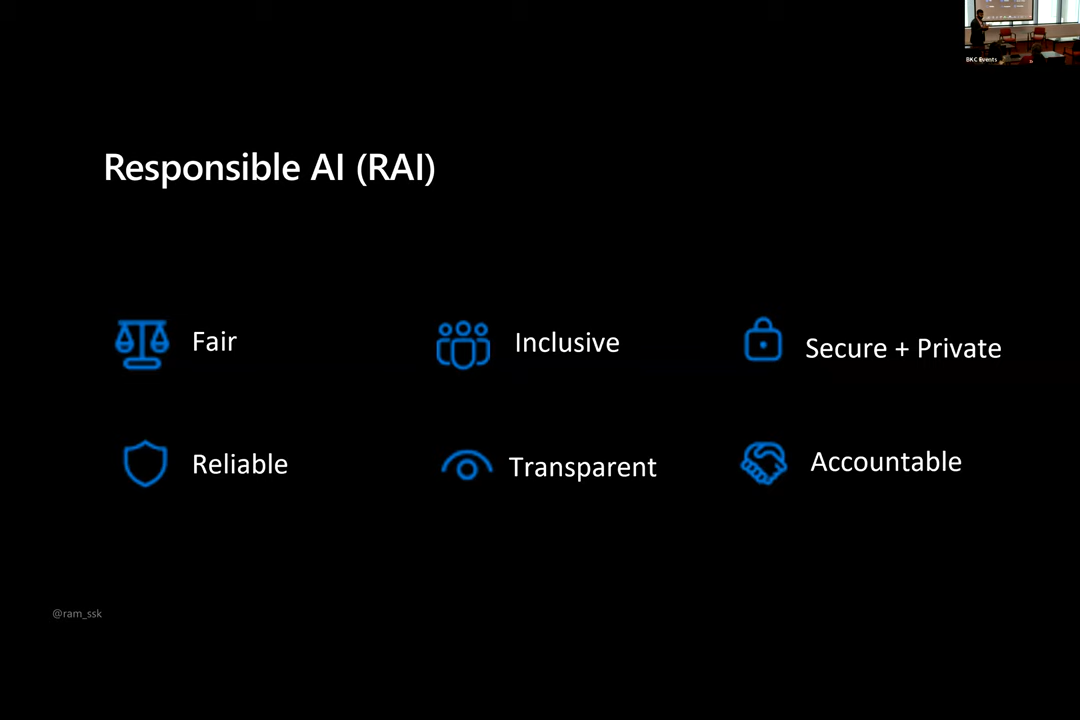 BKC Events
Responsible AI (RAI)
Fair
Inclusive
Secure + Private
Reliable
Transparent
Accountable
@ram_ssk